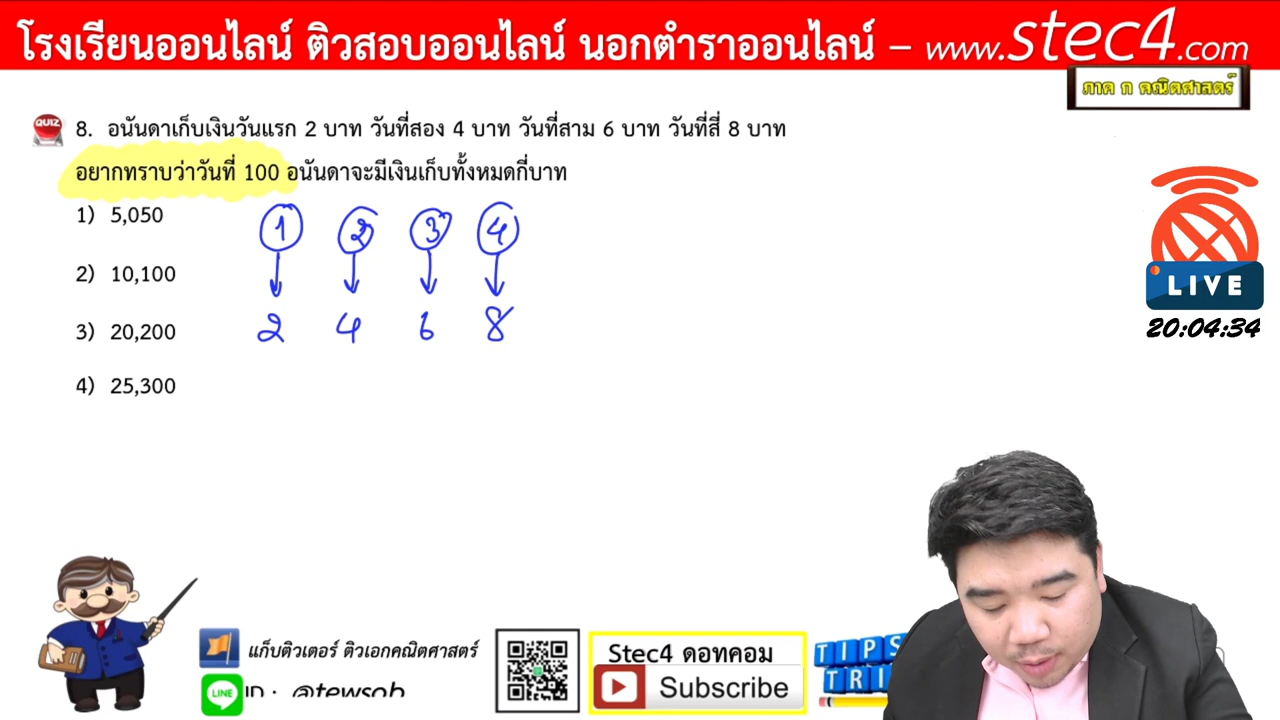 โรงเรียนออนไลน์ ติวสอบออนไลน์ นอกตำราออนไลน์ – www.stec4.com
ภาค ก คณิตศาสตร์
QUIZ
8. อนันดาเก็บเงินวันแรก 2 บาท วันที่สอง 4 บาท วันที่สาม 6 บาท วันที่สี่ 8 บาท
อยากทราบว่าวันที่ 100 อนันดาจะมีเงินเก็บทั้งหมดกี่บาท
1) 5,050
1 2 3 4
2) 10,100
3) 20,200
2 4 6 8
4) 25,300
LIVE
20:04:34
แก็บติวเตอร์ ติวเอกคณิตศาสตร์
LINE
ID : @tewsob
Stec4 ดอทคอม
Subscribe
TIPS
TRI